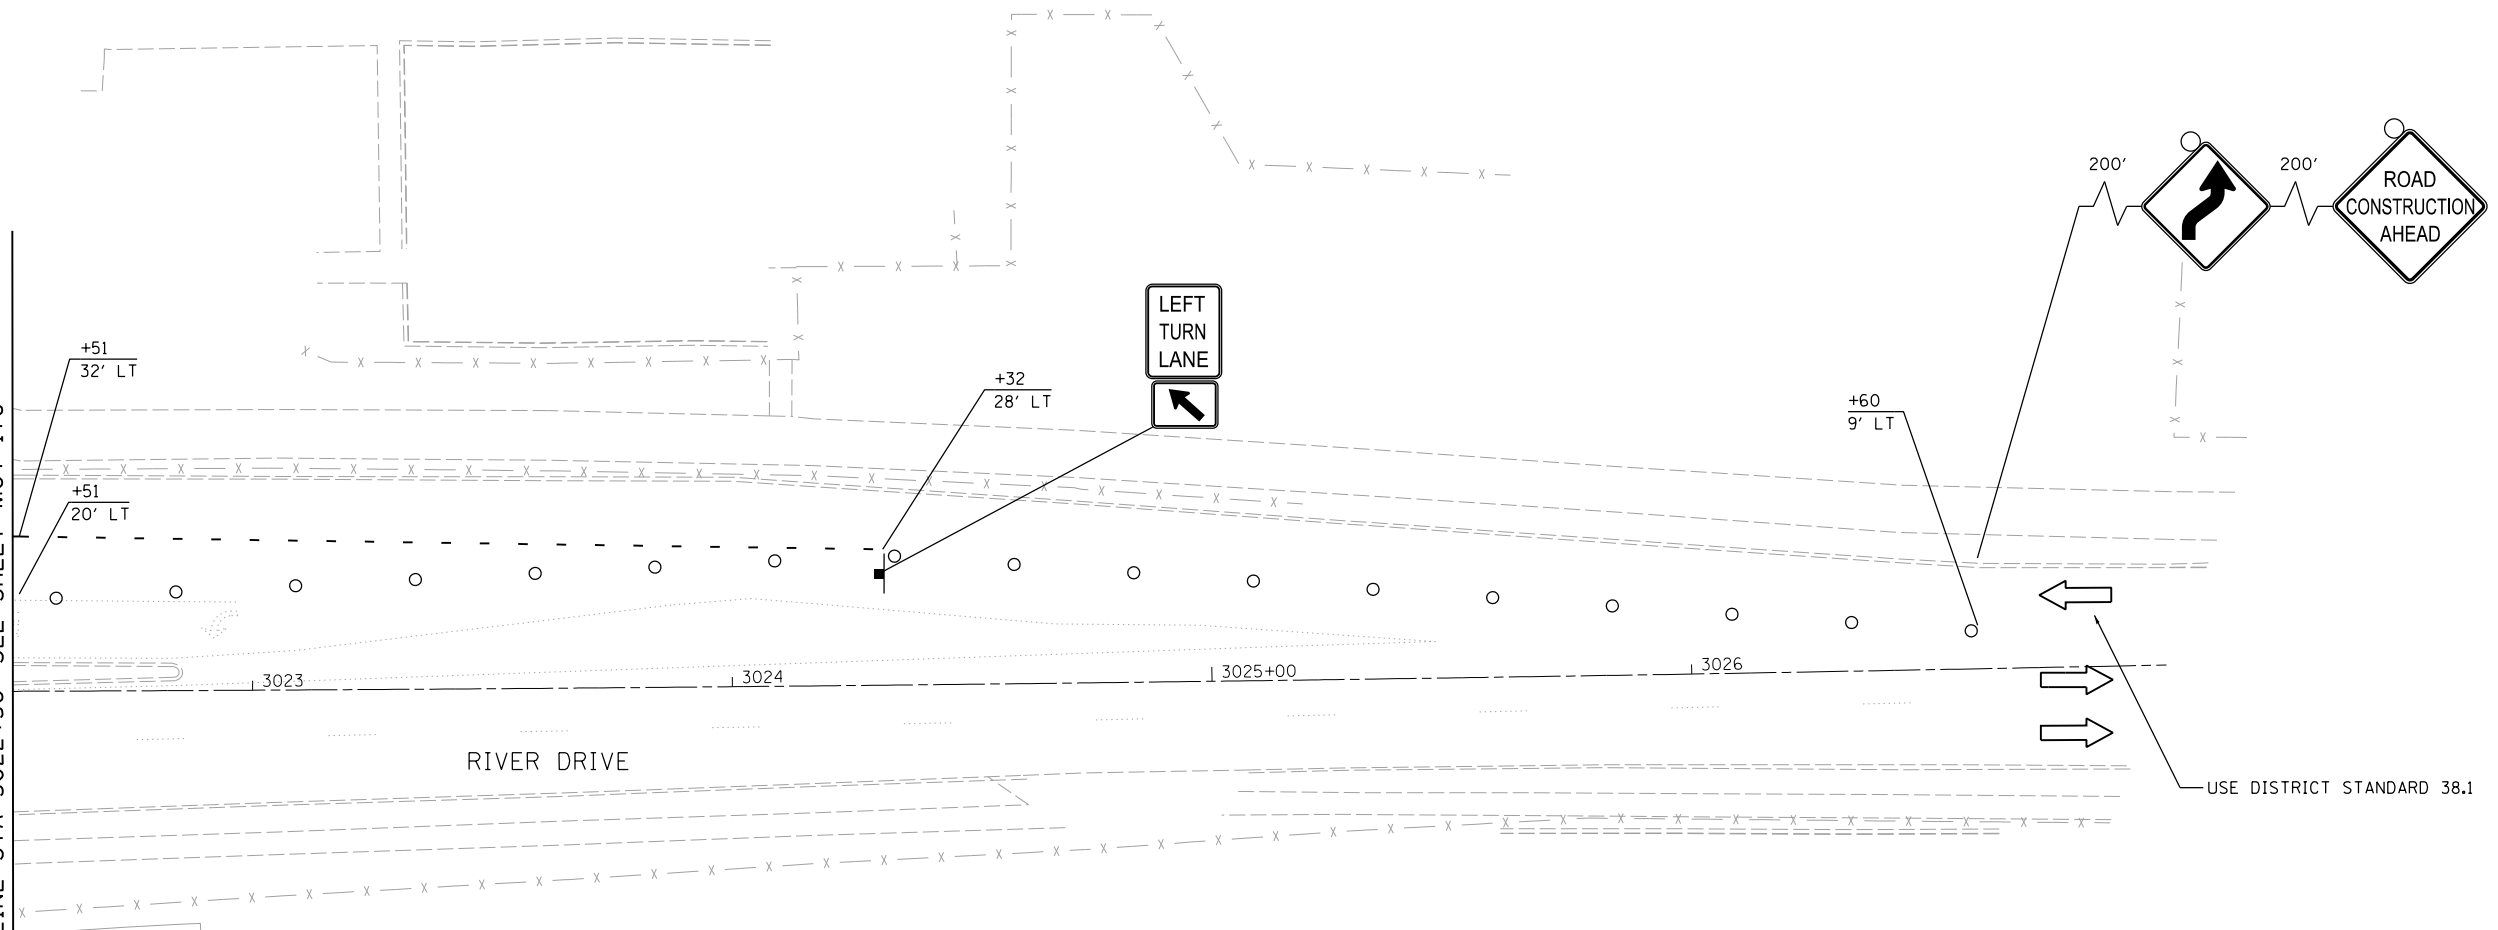 200'
200'
ROAD
CONSTRUCTION
AHEAD
LEFT
TURN
LANE
+51
32' LT
+32
28' LT
+60
9' LT
+51
20' LT
3023
3024
3025+00
3026
RIVER DRIVE
USE DISTRICT STANDARD 38.1